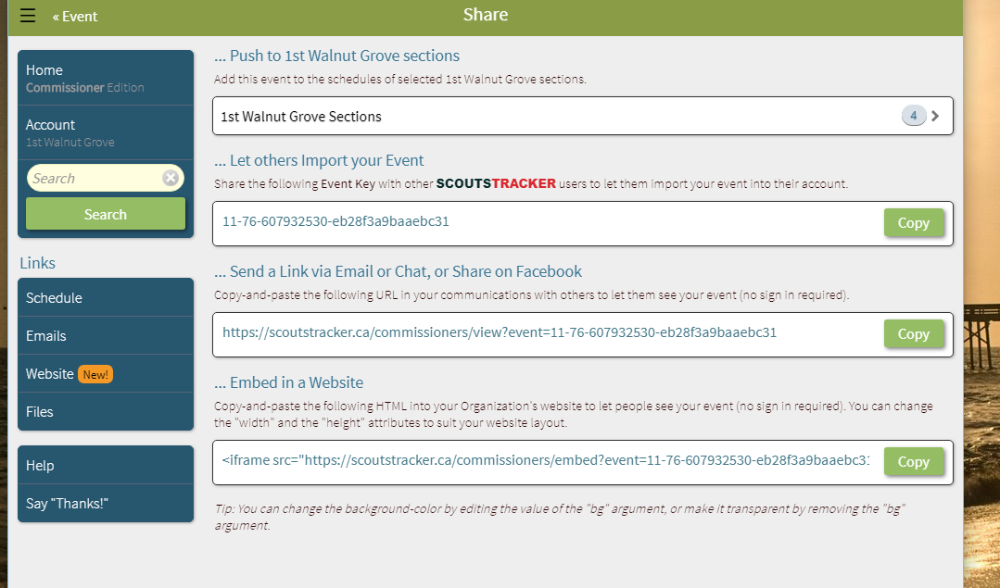 ☰ « Event
Share
Home
Commissioner Edition
Account
1st Walnut Grove
Search
Search
Links
Schedule
Emails
Website New!
Files
Help
Say "Thanks!"
... Push to 1st Walnut Grove sections
Add this event to the schedules of selected 1st Walnut Grove sections.
1st Walnut Grove Sections 4
... Let others Import your Event
Share the following Event Key with other SCOUTSTRACKER users to let them import your event into their account.
11-76-607932530-eb28f3a9baaebc31 Copy
... Send a Link via Email or Chat, or Share on Facebook
Copy-and-paste the following URL in your communications with others to let them see your event (no sign in required).
https://scoutstracker.ca/commissioners/view?event=11-76-607932530-eb28f3a9baaebc31 Copy
... Embed in a Website
Copy-and-paste the following HTML into your Organization's website to let people see your event (no sign in required). You can change
the "width" and the "height" attributes to suit your website layout.
<iframe src="https://scoutstracker.ca/commissioners/embed?event=11-76-607932530-eb28f3a9baaebc31 Copy
Tip: You can change the background-color by editing the value of the "bg" argument, or make it transparent by removing the "bg"
argument.